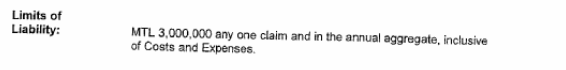 Limits of
Liability:
MTL 3,000,000 any one claim and in the annual aggregate, inclusive
of Costs and Expenses.